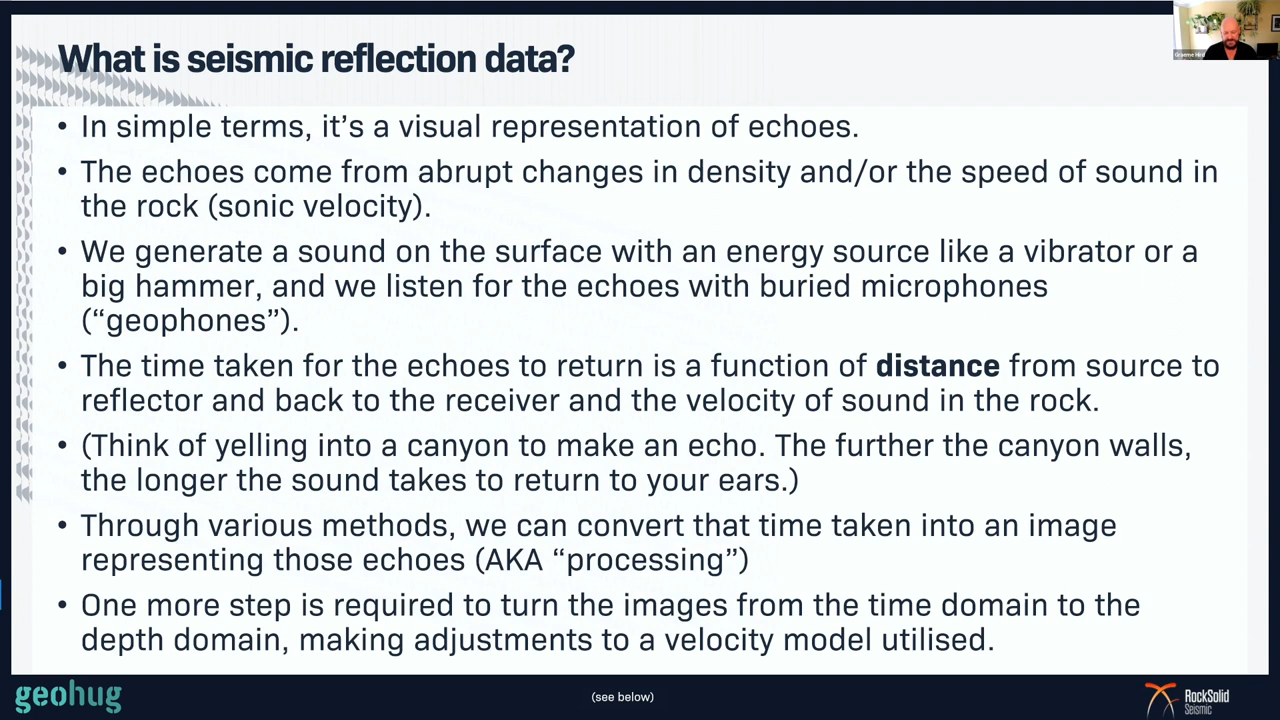 What is seismic reflection data?
• In simple terms, it's a visual representation of echoes.
• The echoes come from abrupt changes in density and/or the speed of sound in
the rock (sonic velocity).
• We generate a sound on the surface with an energy source like a vibrator or a
big hammer, and we listen for the echoes with buried microphones
(“geophones”).
• The time taken for the echoes to return is a function of distance from source to
reflector and back to the receiver and the velocity of sound in the rock.
• (Think of yelling into a canyon to make an echo. The further the canyon walls,
the longer the sound takes to return to your ears.)
• Through various methods, we can convert that time taken into an image
representing those echoes (AKA “processing”)
• One more step is required to turn the images from the time domain to the
depth domain, making adjustments to a velocity model utilised.
Graeme Hird
geohug
(see below)
RockSolid
Seismic